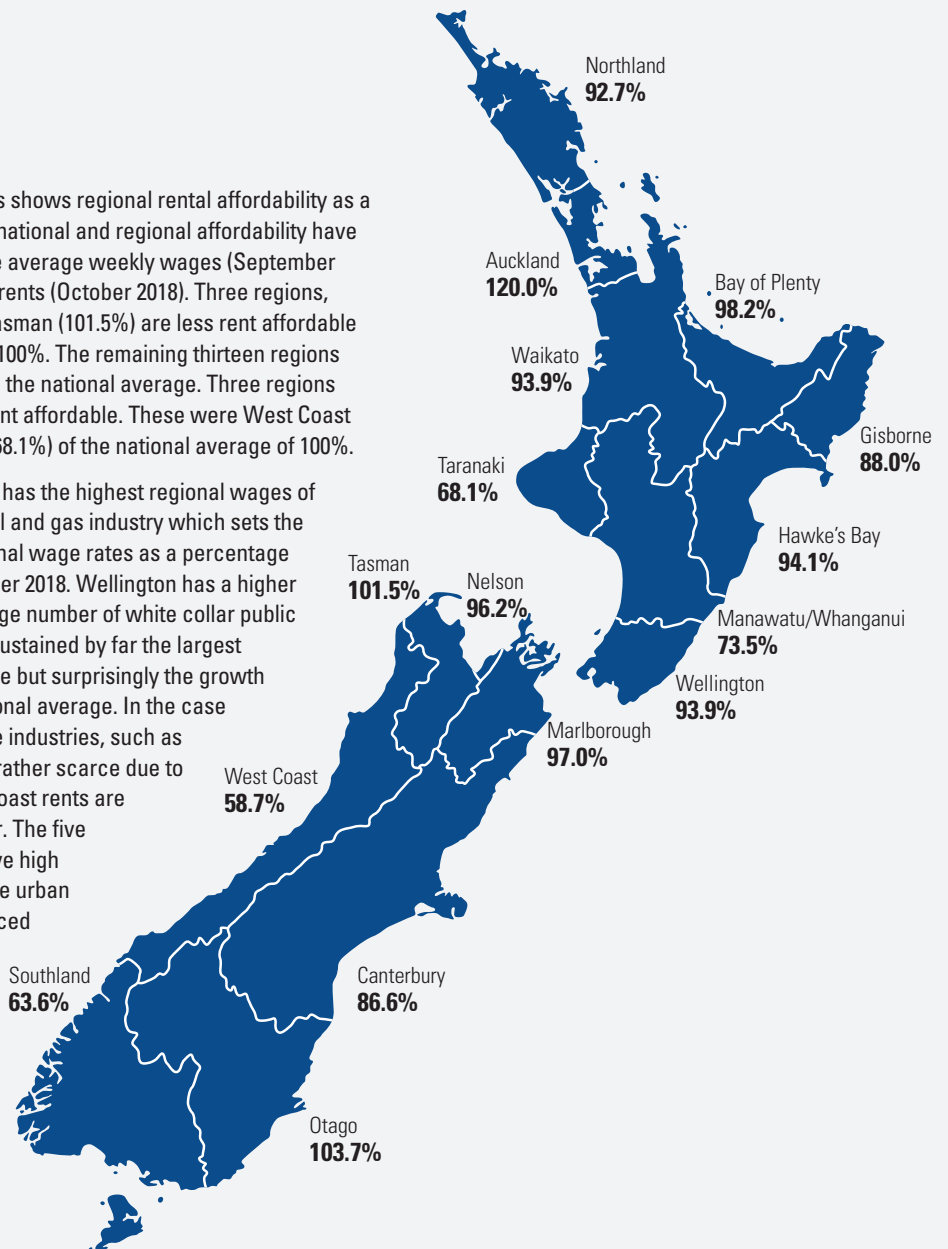 s shows regional rental affordability as a
national and regional affordability have
average weekly wages (September
rents (October 2018). Three regions,
asman (101.5%) are less rent affordable
100%. The remaining thirteen regions
the national average. Three regions
nt affordable. These were West Coast
68.1%) of the national average of 100%.
has the highest regional wages of
l and gas industry which sets the
nal wage rates as a percentage
er 2018. Wellington has a higher
ge number of white collar public
ustained by far the largest
e but surprisingly the growth
onal average. In the case
e industries, such as
rather scarce due to
oast rents are
r. The five
ve high
e urban
ced
Northland
92.7%
Auckland
120.0%
Bay of Plenty
98.2%
Waikato
93.9%
Gisborne
88.0%
Taranaki
68.1%
Hawke's Bay
94.1%
Tasman
101.5%
Nelson
96.2%
Manawatu/Whanganui
73.5%
Wellington
93.9%
Marlborough
97.0%
West Coast
58.7%
Southland
63.6%
Canterbury
86.6%
Otago
103.7%